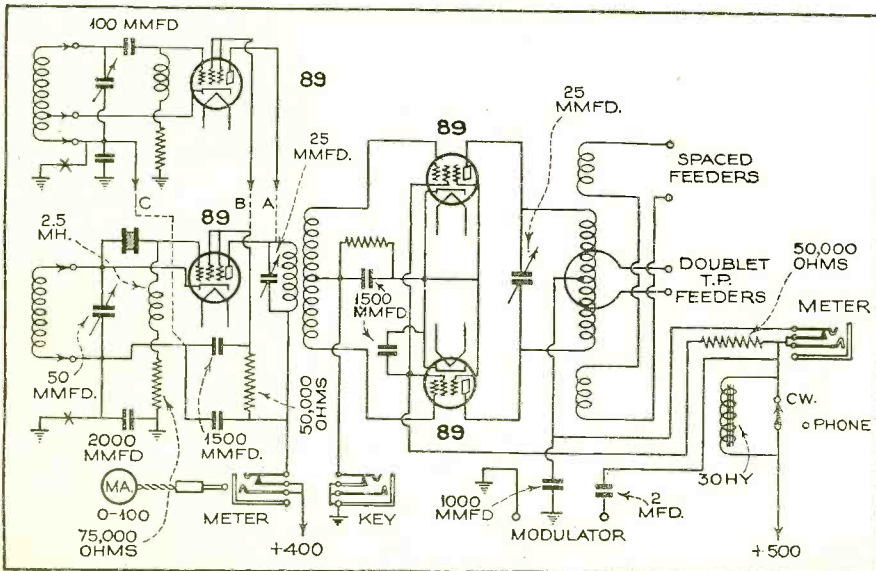 100 MMFD
89
25
MMFD.
C
B
A
2.5
MH.
89
89
25
MMFD.
SPACED
FEEDERS
50,000
OHMS
DOUBLET
T.P.
FEEDERS
METER
1500
MMFD
50
MMFD.
2000
MMFD
1500
MMFD
50,000
OHMS
89
CW.
PHONE
30HY
MA.
0-100
75,000
OHMS
METER
KEY
1000
MMFD
MODULATOR
2
MFD.
+400
+500